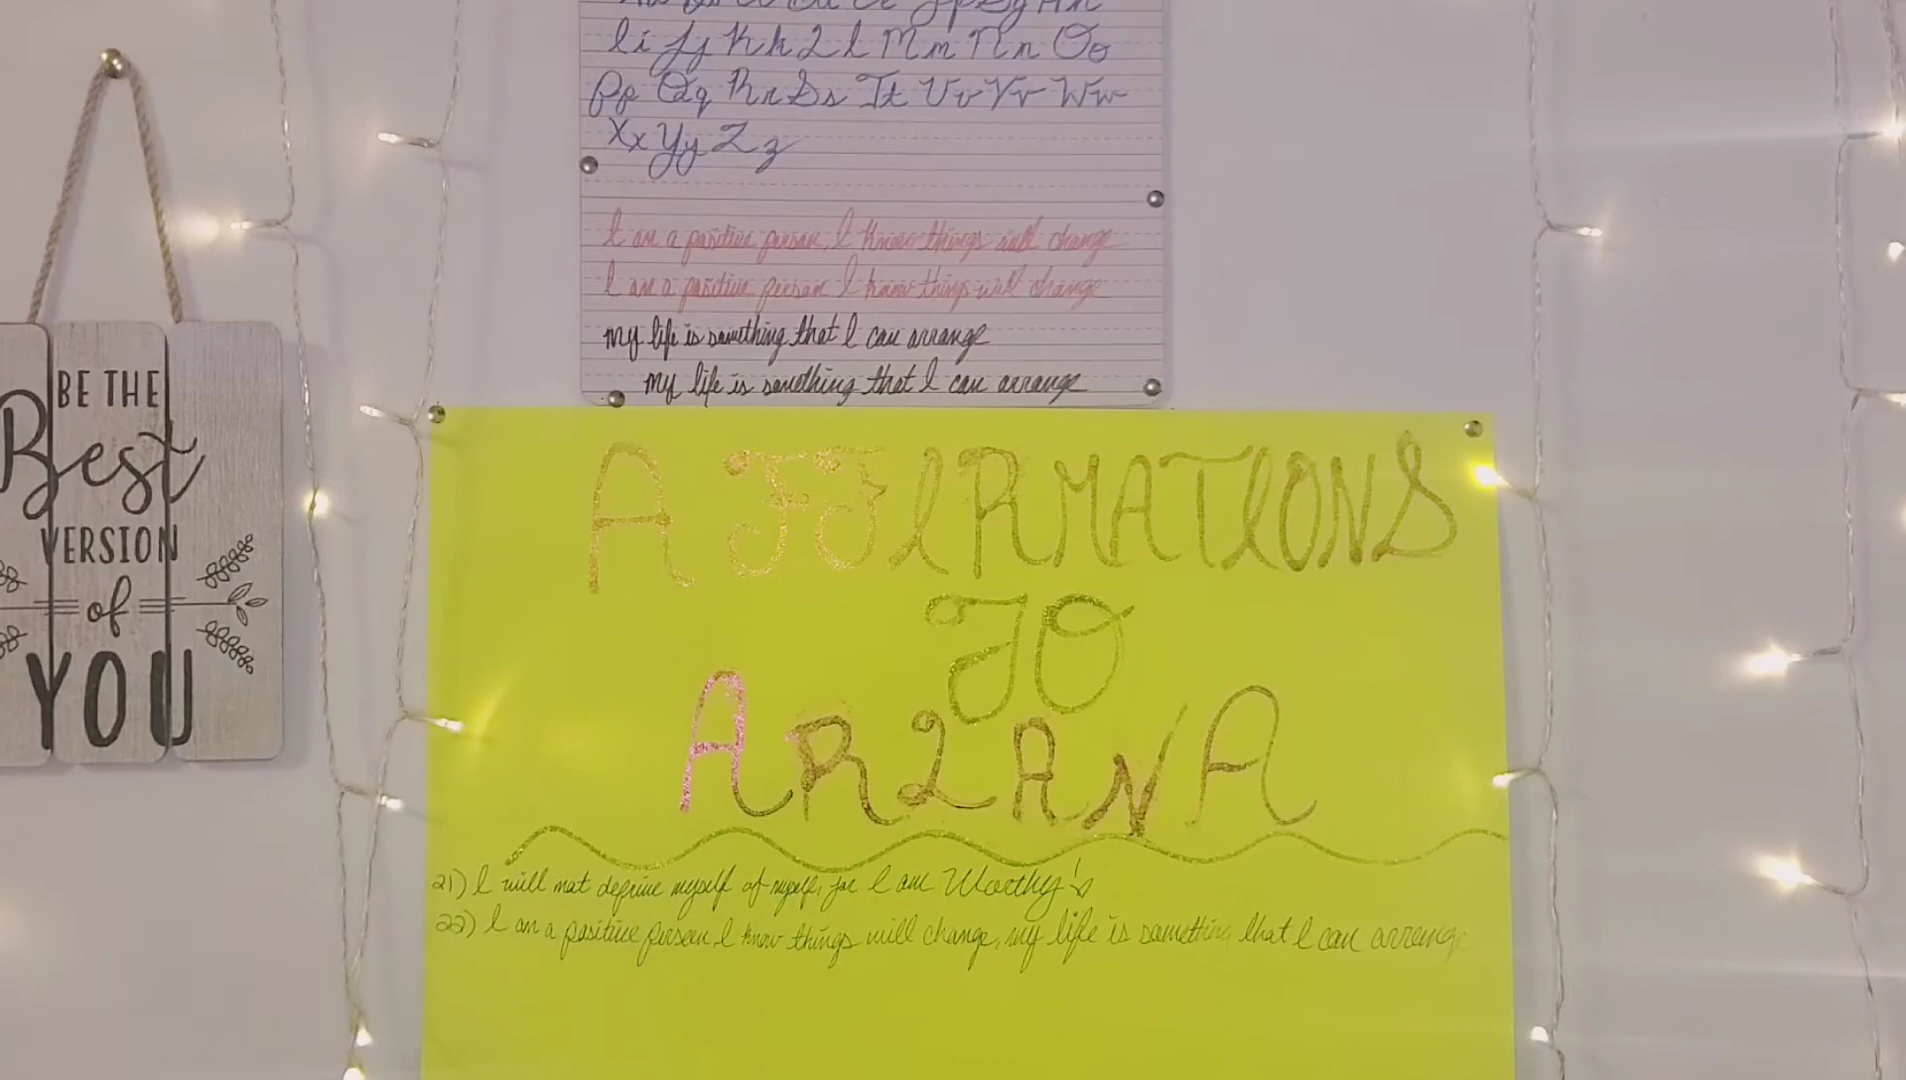 Ii Jj Kk Ll Mm Nn Oo
Pp Qq Rr Ss Tt Uu Vv Ww
Xx Yy Zz
I am a positive person, I know things will change
I am a positive person I know things will change
my life is something that I can arrange
my life is something that I can arrange
BE THE
Best
VERSION
of
YOU
AFFIRMATIONS
TO
ARIANA
21) I will not deprive myself of myself, for I am Worthy's
22) I am a positive person I know things will change, my life is something that I can arrange